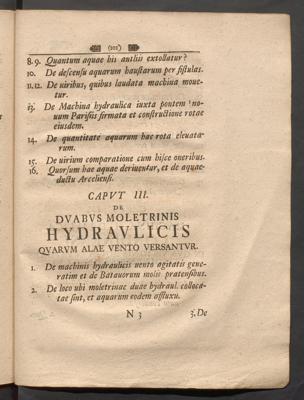 (101)
8.9. Quantum aquae his antliis extollatur?
10. De descensu aquarum haustarum per fistulas.
11.12. De uiribus, quibus laudata machina moue-
tur.
13. De Machina hydraulica iuxta pontem nou-
uum Parisiis firmata et constructione rotae
eiusdem.
14. De quantitate aquarum hac rota eleuata-
rum.
15. De uirium comparatione cum hisce oneribus.
16. Quorsum hae aquae deriuentur, et de aquae-
ductu Arceliensi.
CAPVT III.
DE
DVABVS MOLETRINIS
HYDRAVLICIS
QVARVM ALAE VENTO VERSANTVR.
1. De machinis hydraulicis uento agitatis gene-
ratim et de Batauorum molis pratensibus.
2. De loco ubi moletrinae duae hydraul. colloca-
tae sint, et aquarum eodem affluxu.
N 3
3. De